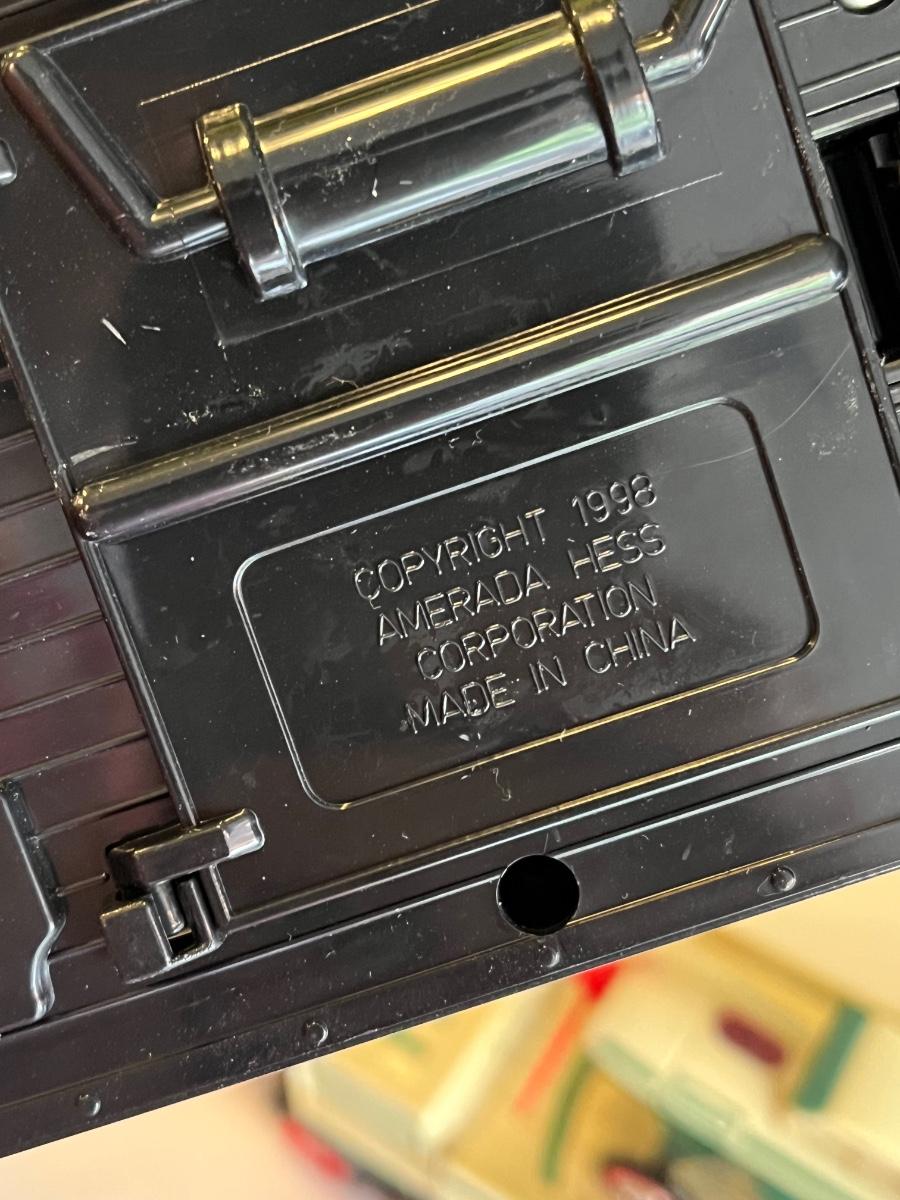 COPYRIGHT 1998
AMERADA HESS
CORPORATION
MADE IN CHINA